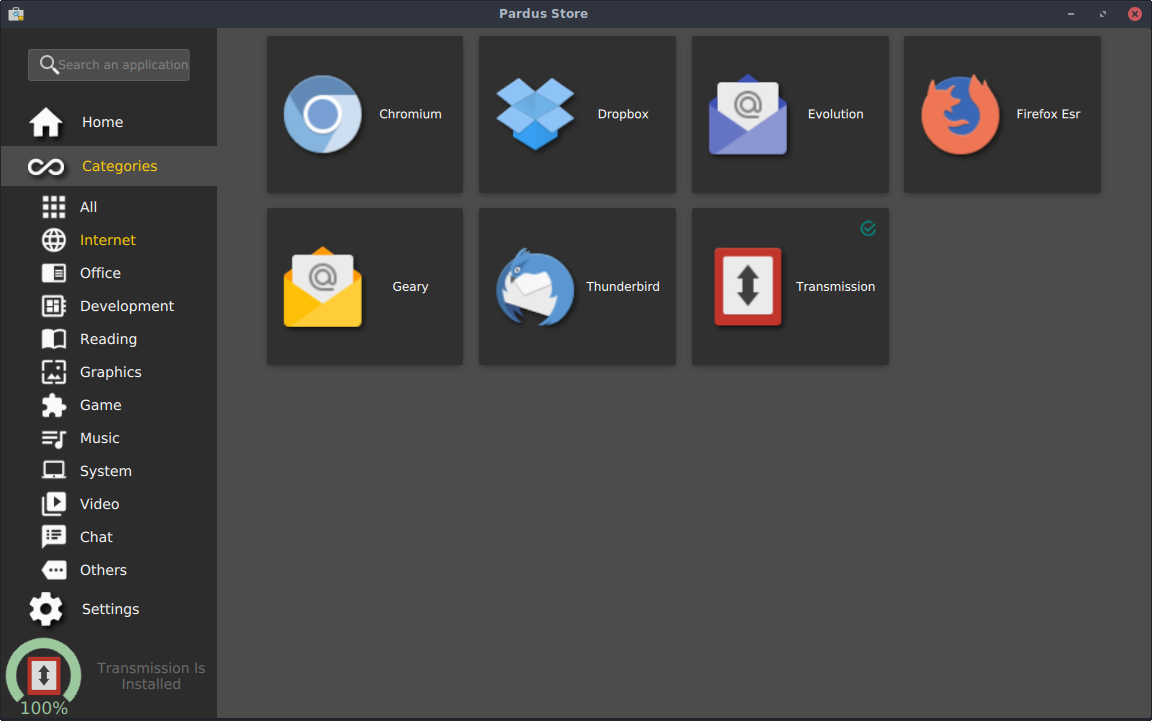 Pardus Store
Search an application
Home
Categories
All
Internet
Office
Development
Reading
Graphics
Game
Music
System
Video
Chat
Others
Settings
Transmission Is
Installed
100%
Chromium
Dropbox
Evolution
Firefox Esr
Geary
Thunderbird
Transmission